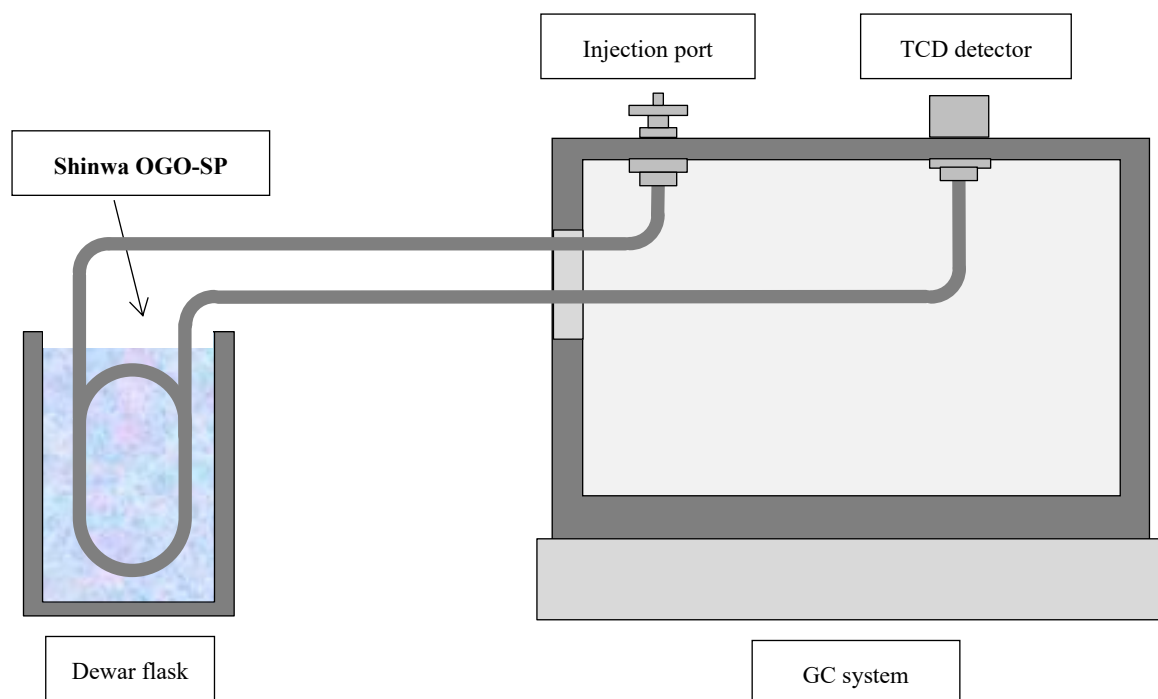 Injection port
TCD detector
Shinwa OGO-SP
Dewar flask
GC system